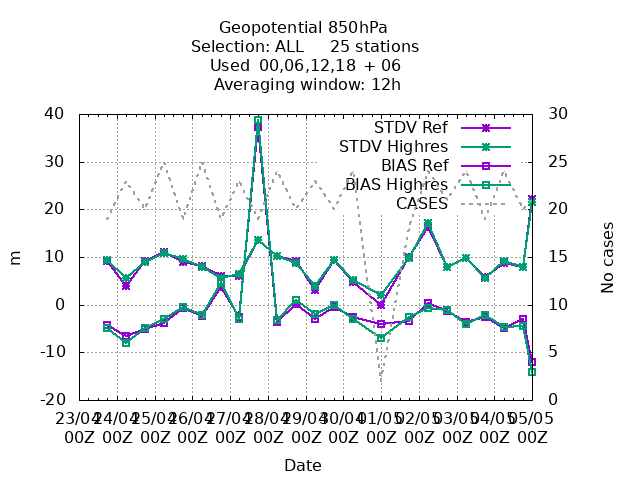 Geopotential 850hPa
Selection: ALL 25 stations
Used 00,06,12,18 + 06
Averaging window: 12h
40 30
STDV Ref
STDV Highres
30 25
BIAS Ref
BIAS Highres
20 20
CASES
10 15
m
No cases
0 10
-10 5
-20 0
23/04 24/04 25/04 26/04 27/04 28/04 29/04 30/04 01/05 02/05 03/05 04/05 05/05
00Z 00Z 00Z 00Z 00Z 00Z 00Z 00Z 00Z 00Z 00Z 00Z 00Z
Date